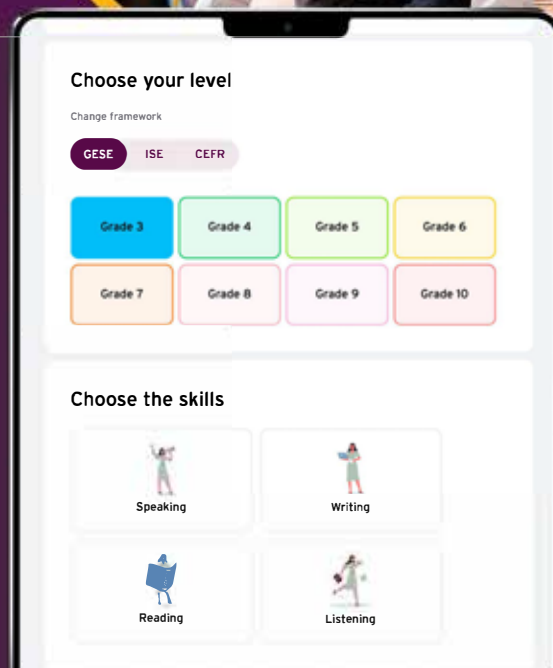 Choose your level
Change framework
GESE ISE CEFR
Grade 3 Grade 4 Grade 5 Grade 6
Grade 7 Grade 8 Grade 9 Grade 10
Choose the skills
Speaking Writing
Reading Listening